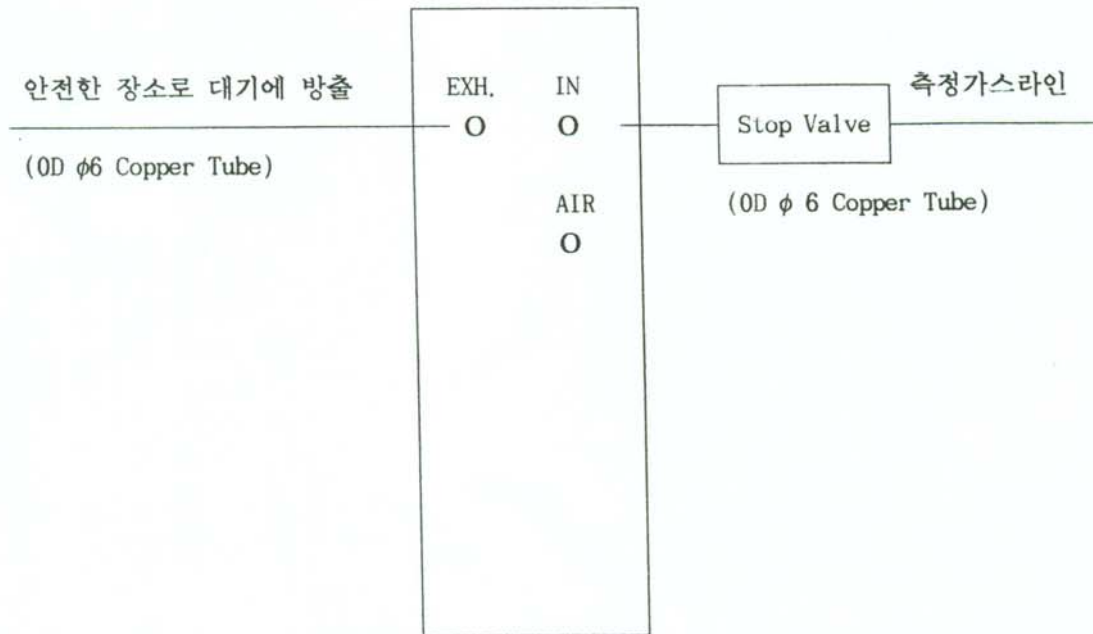 안전한 장소로 대기에 방출
(OD φ6 Copper Tube)
EXH. IN
O O
AIR
O
Stop Valve
(OD φ 6 Copper Tube)
측정가스라인